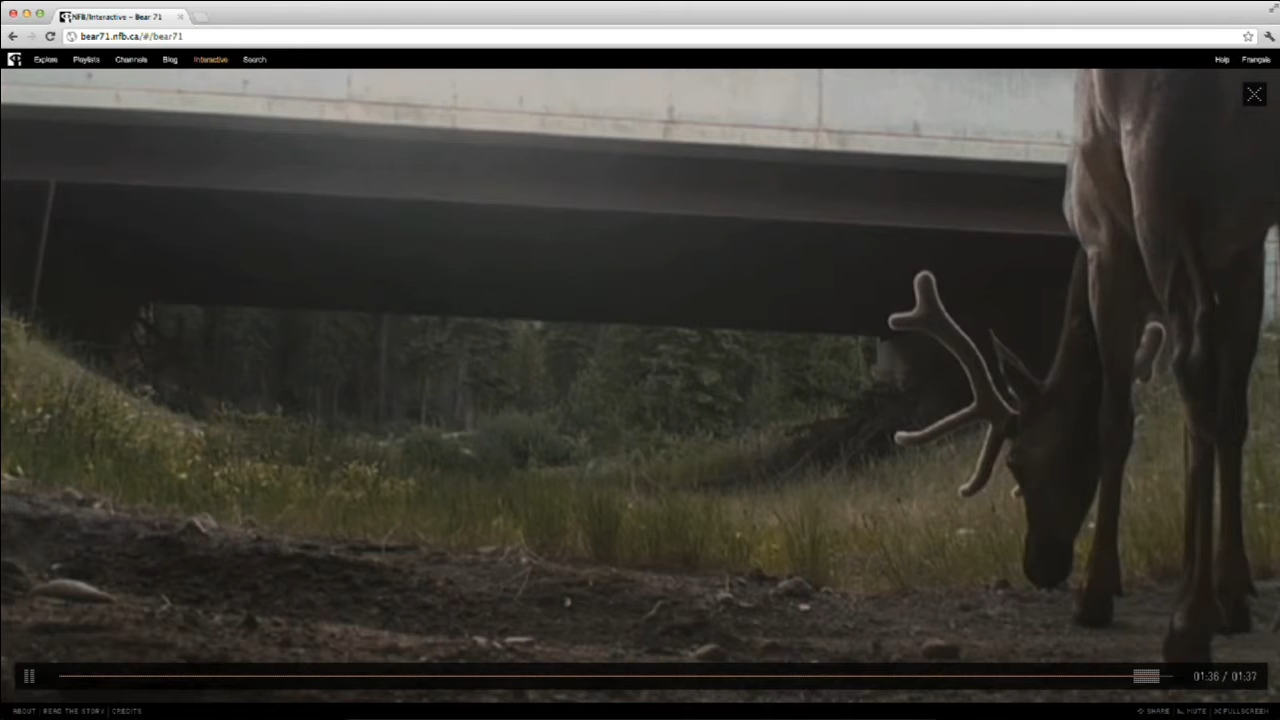 NFB/Interactive - Bear 71
bear71.nfb.ca/#/bear71
Explore Playlists Channels Blog Interactive Search Help Français
01:36 / 01:37
ABOUT | READ THE STORY | CREDITS SHARE | MUTE | FULLSCREEN